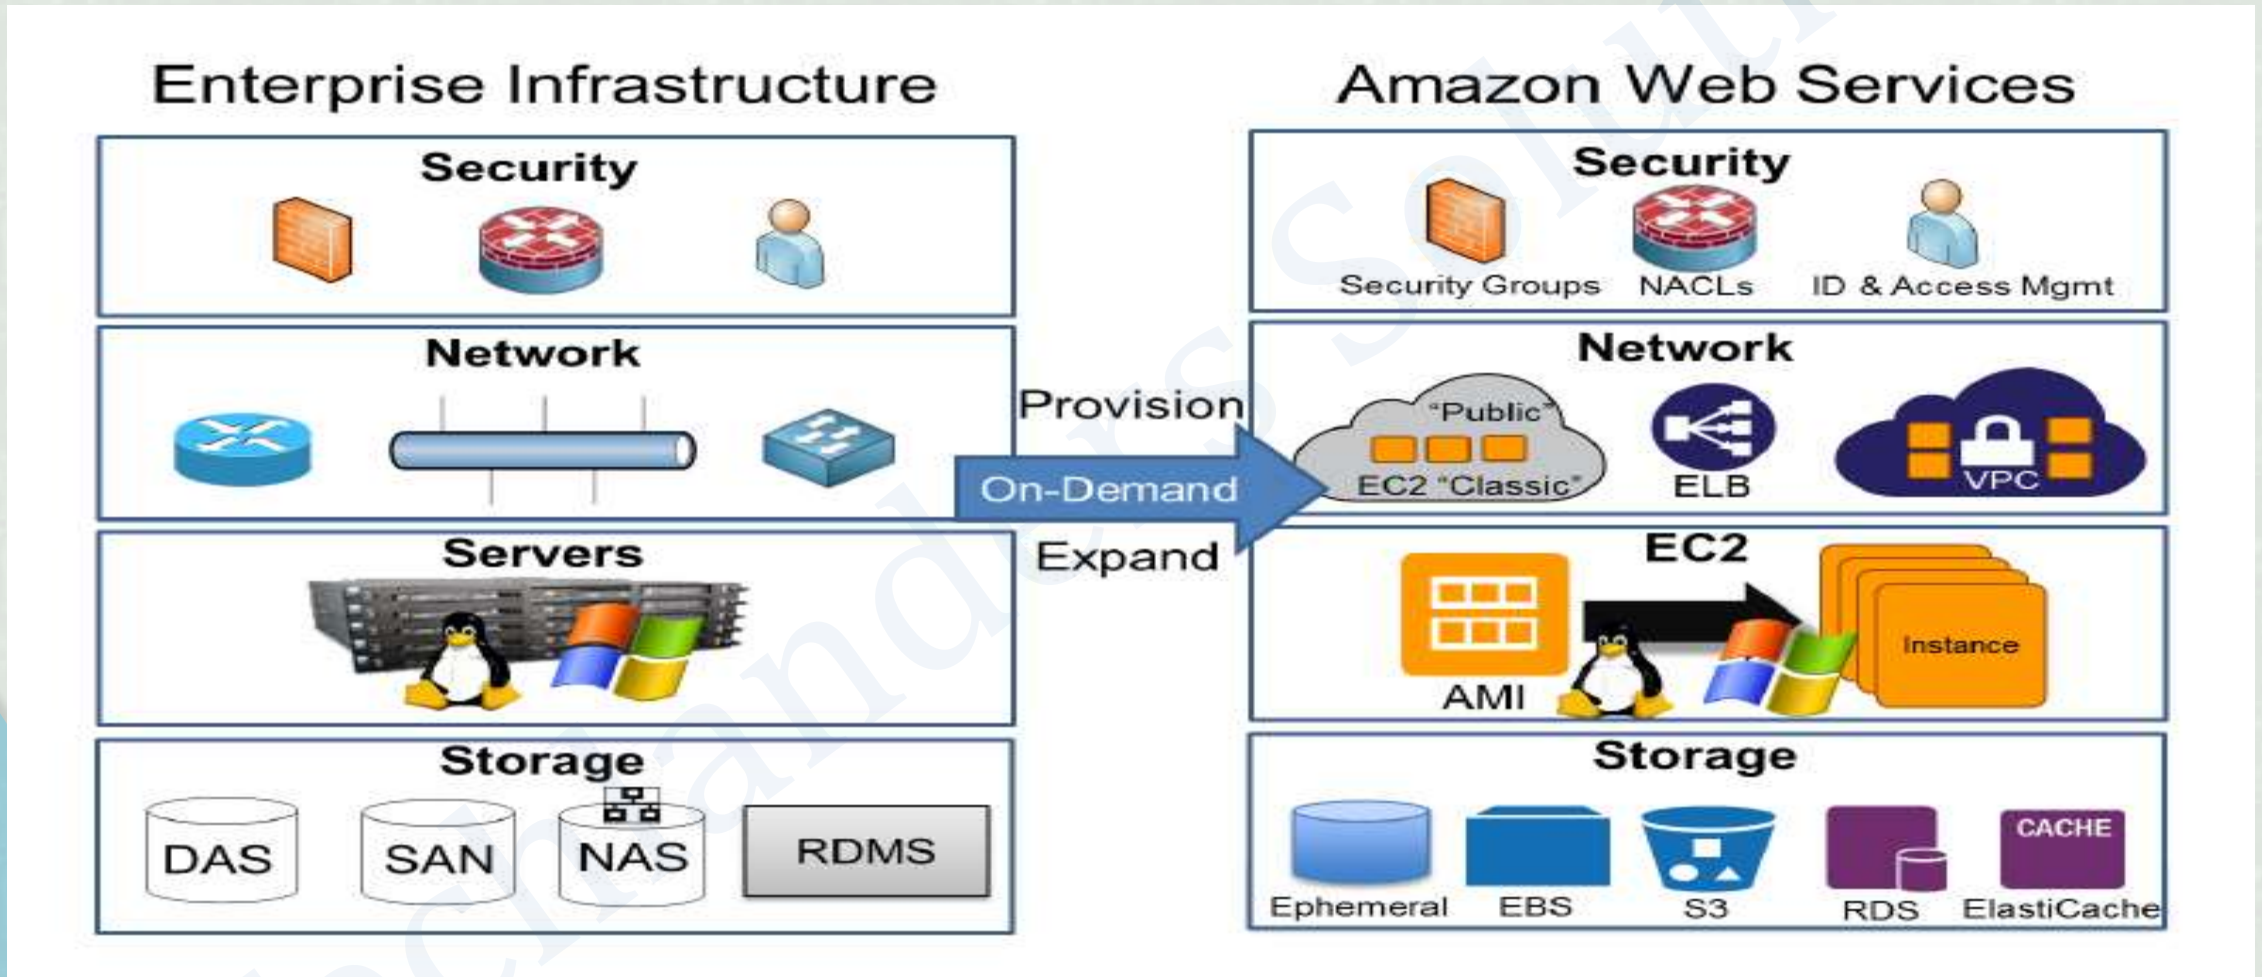 Enterprise Infrastructure
Security
Network
Servers
Storage
DAS
SAN
NAS
RDMS
Provision
On-Demand
Expand
Amazon Web Services
Security
Security Groups
NACLs
ID & Access Mgmt
Network
"Public"
EC2 "Classic"
ELB
VPC
EC2
AMI
Instance
Storage
CACHE
Ephemeral
EBS
S3
RDS
ElastiCache